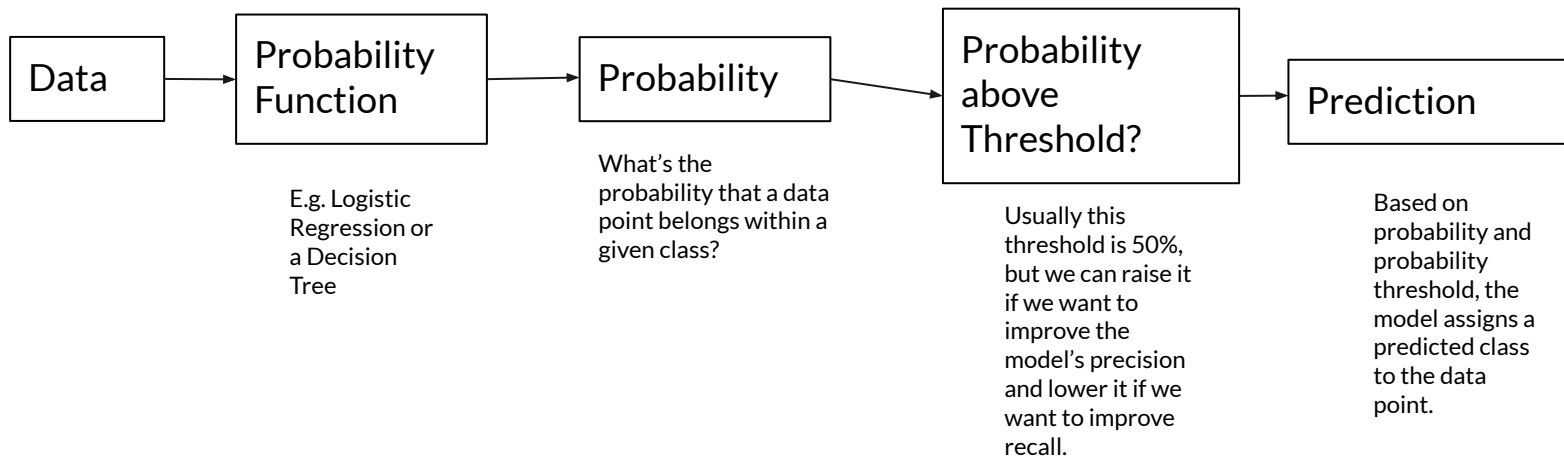 Data
Probability
Function
Probability
Probability
above
Threshold?
Prediction
E.g. Logistic
Regression or
a Decision
Tree
What's the
probability that a data
point belongs within a
given class?
Usually this
threshold is 50%,
but we can raise it
if we want to
improve the
model's precision
and lower it if we
want to improve
recall.
Based on
probability and
probability
threshold, the
model assigns a
predicted class
to the data
point.